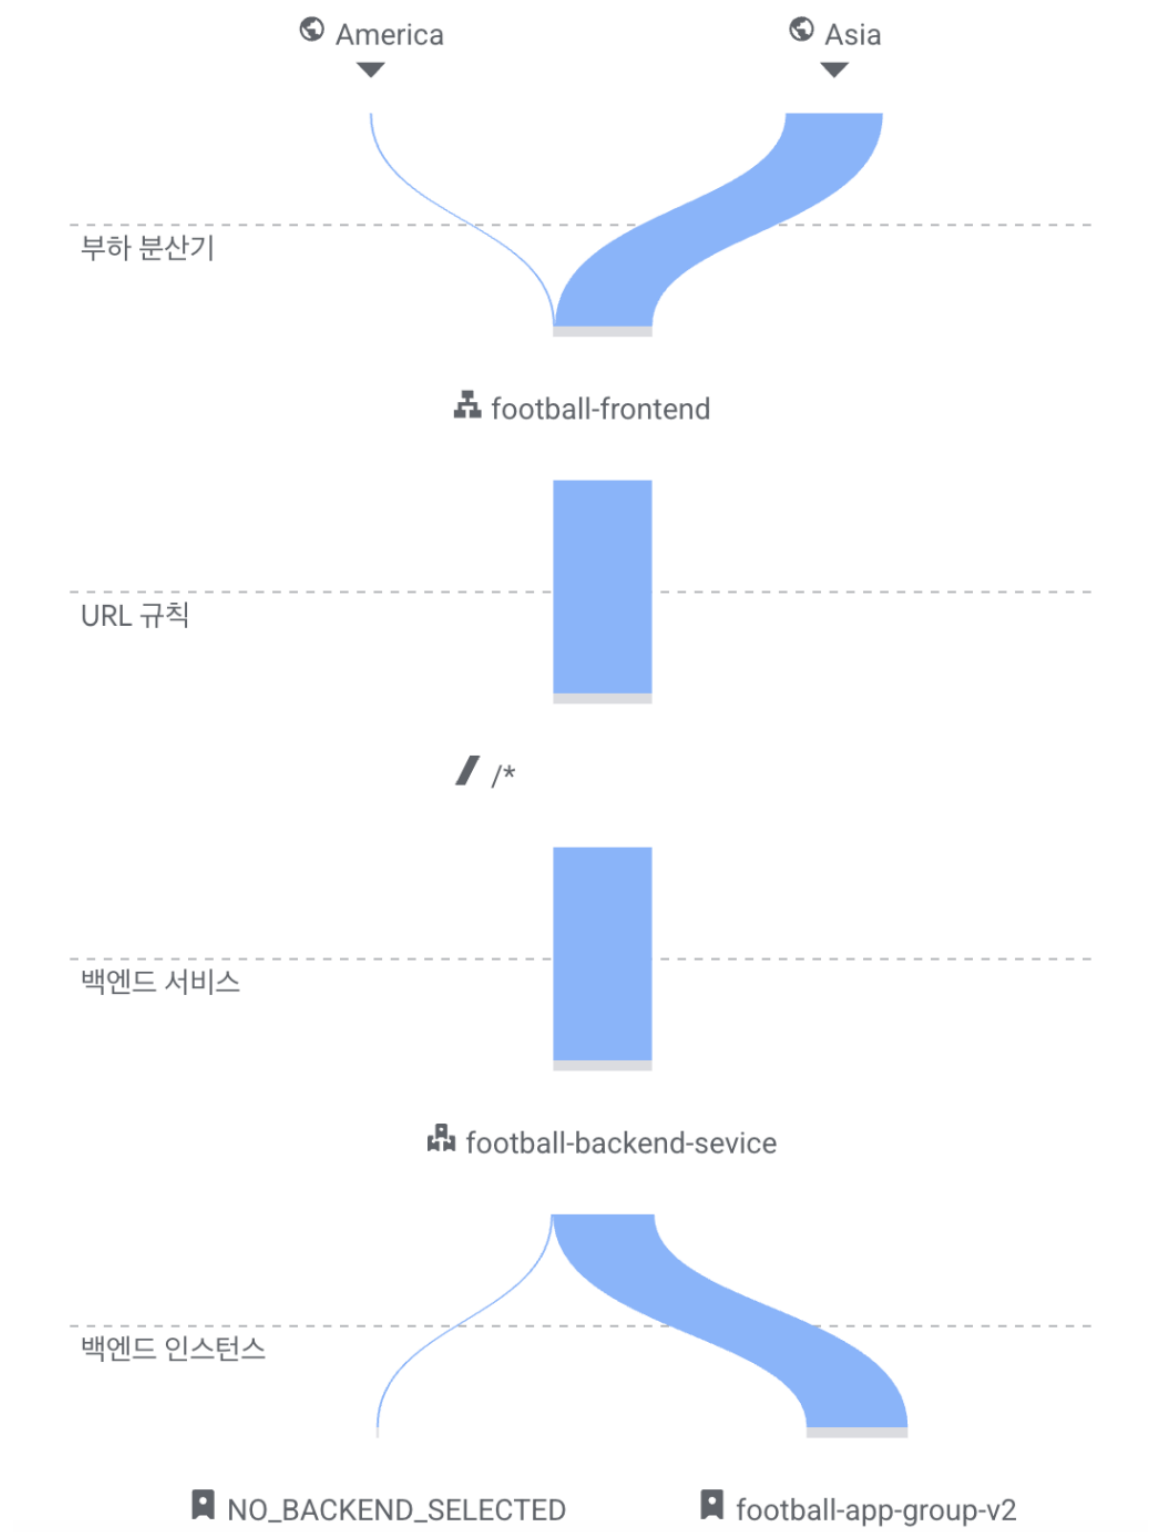 America
Asia
부하 분산기
football-frontend
URL 규칙
/*
백엔드 서비스
football-backend-sevice
백엔드 인스턴스
NO_BACKEND_SELECTED
football-app-group-v2